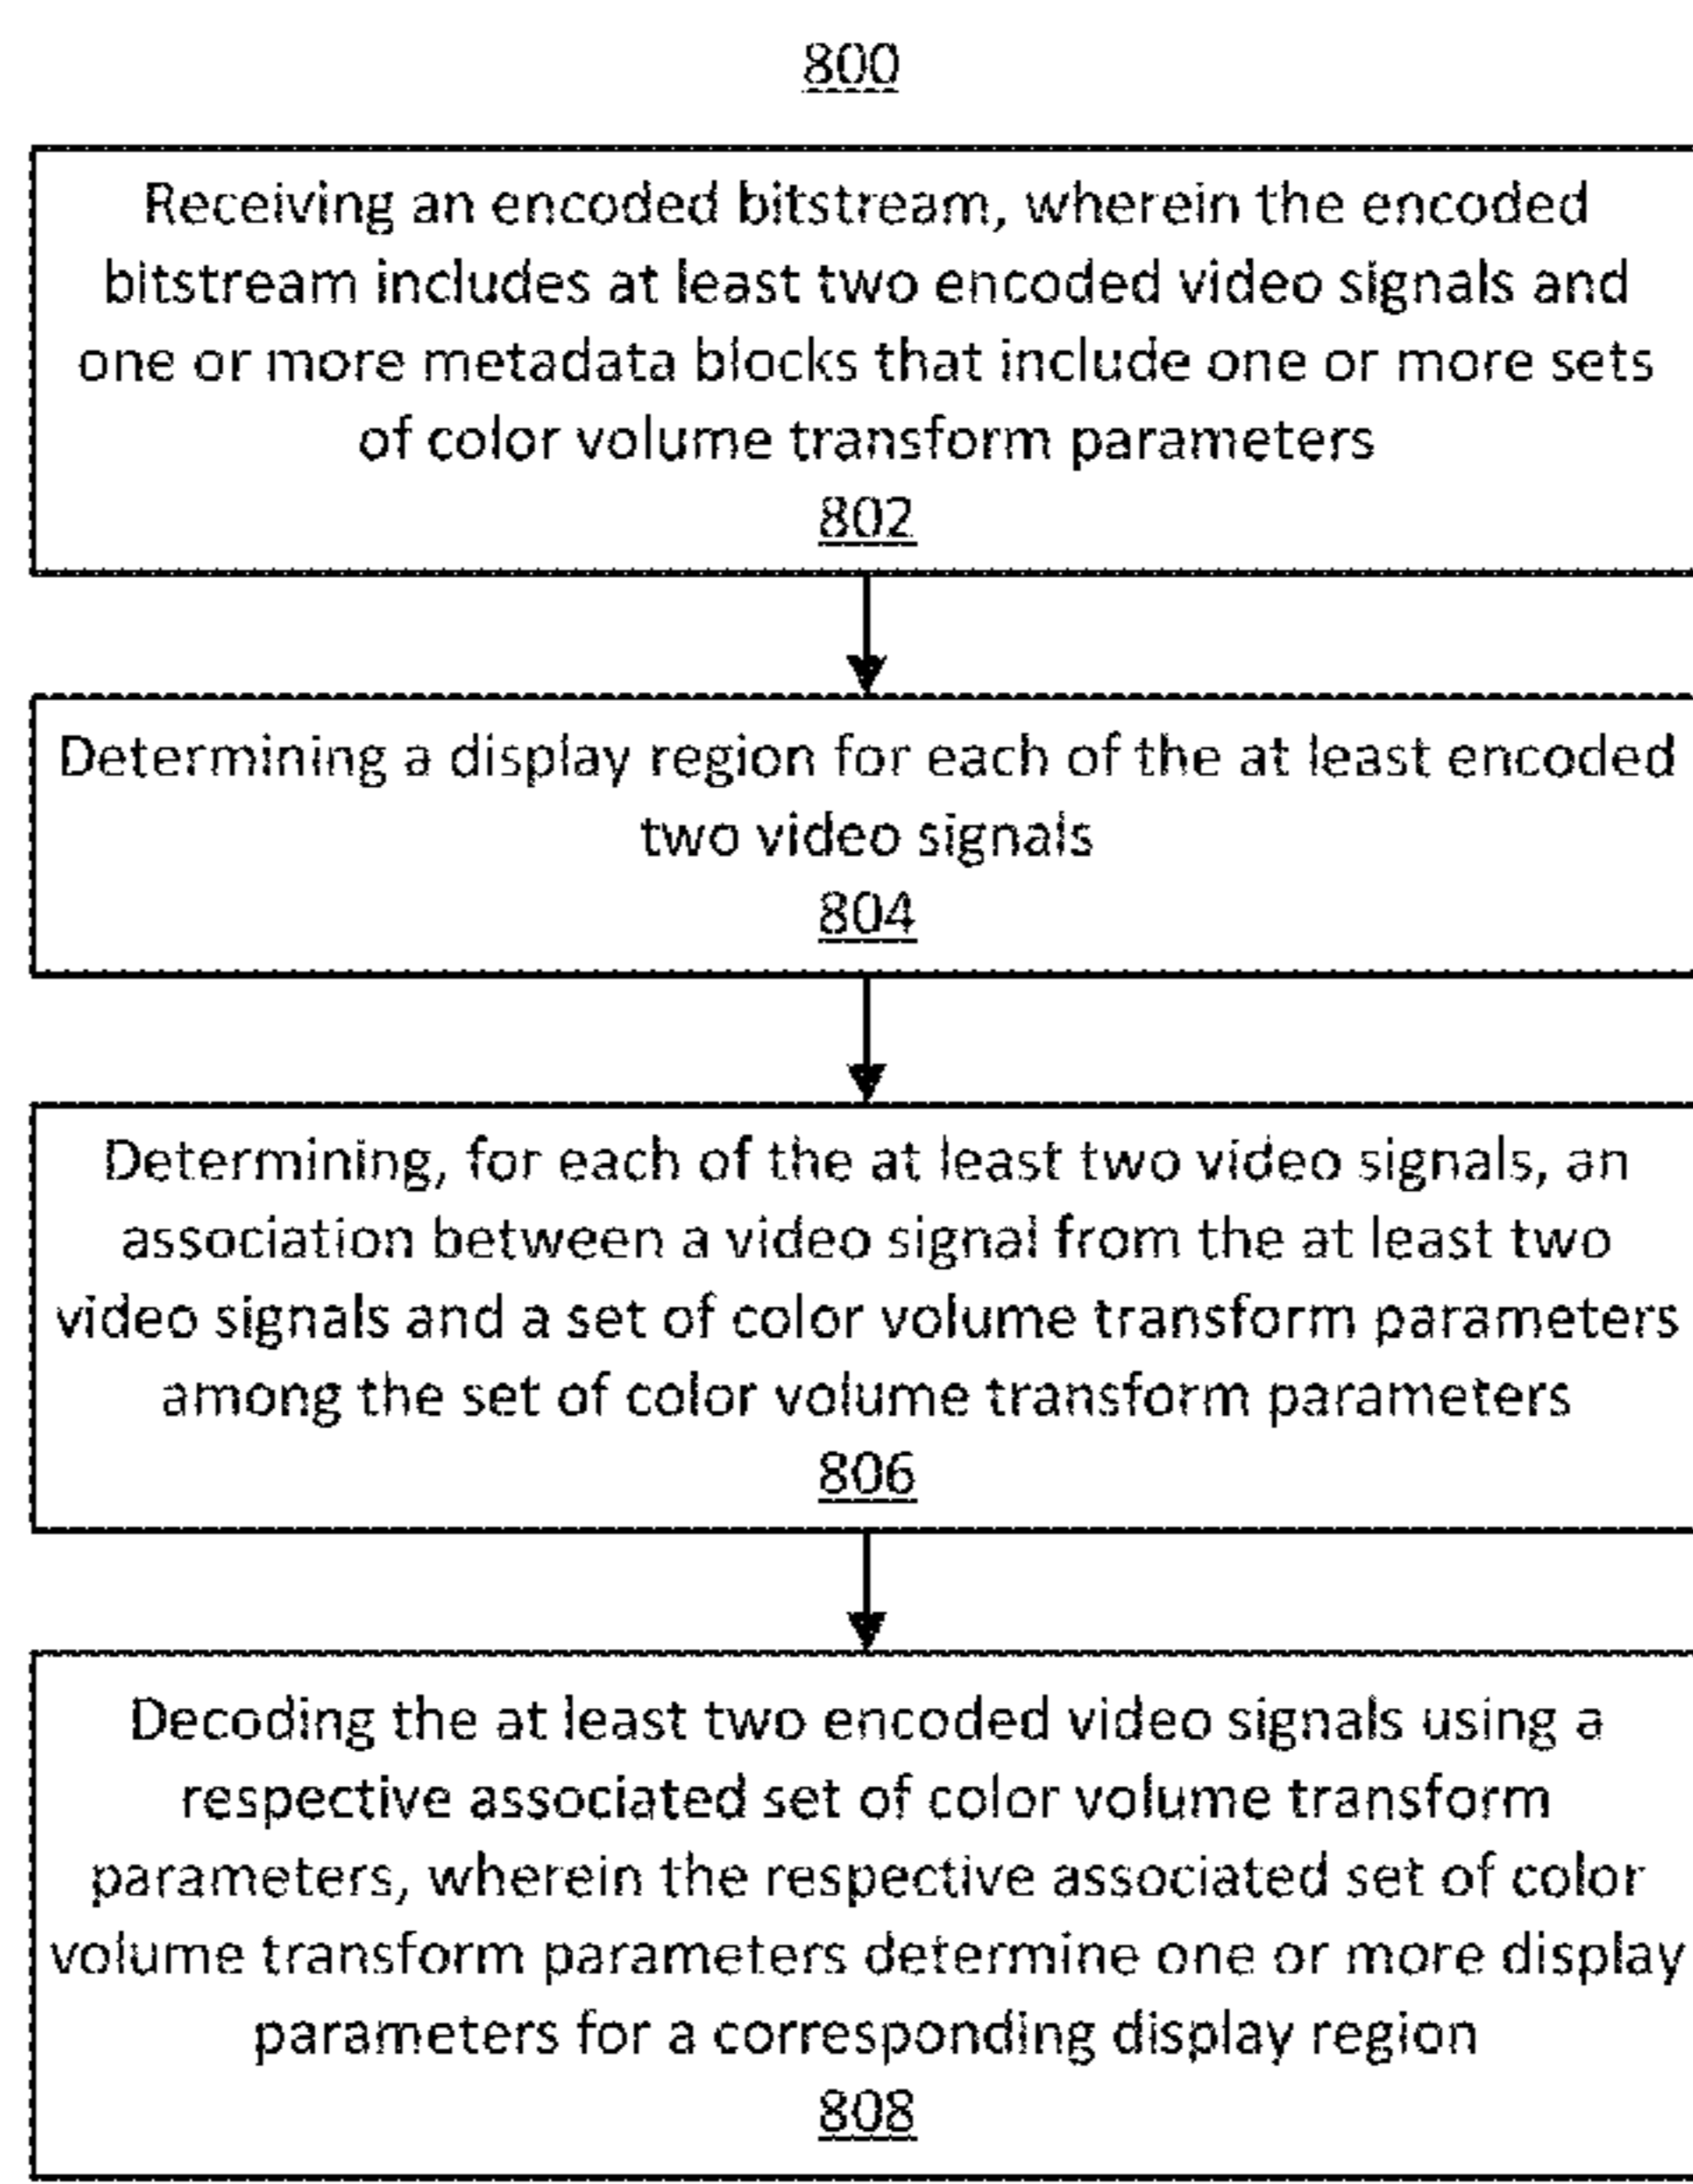 800
Receiving an encoded bitstream, wherein the encoded
bitstream includes at least two encoded video signals and
one or more metadata blocks that include one or more sets
of color volume transform parameters
802
Determining a display region for each of the at least encoded
two video signals
804
Determining, for each of the at least two video signals, an
association between a video signal from the at least two
video signals and a set of color volume transform parameters
among the set of color volume transform parameters
806
Decoding the at least two encoded video signals using a
respective associated set of color volume transform
parameters, wherein the respective associated set of color
volume transform parameters determine one or more display
parameters for a corresponding display region
808